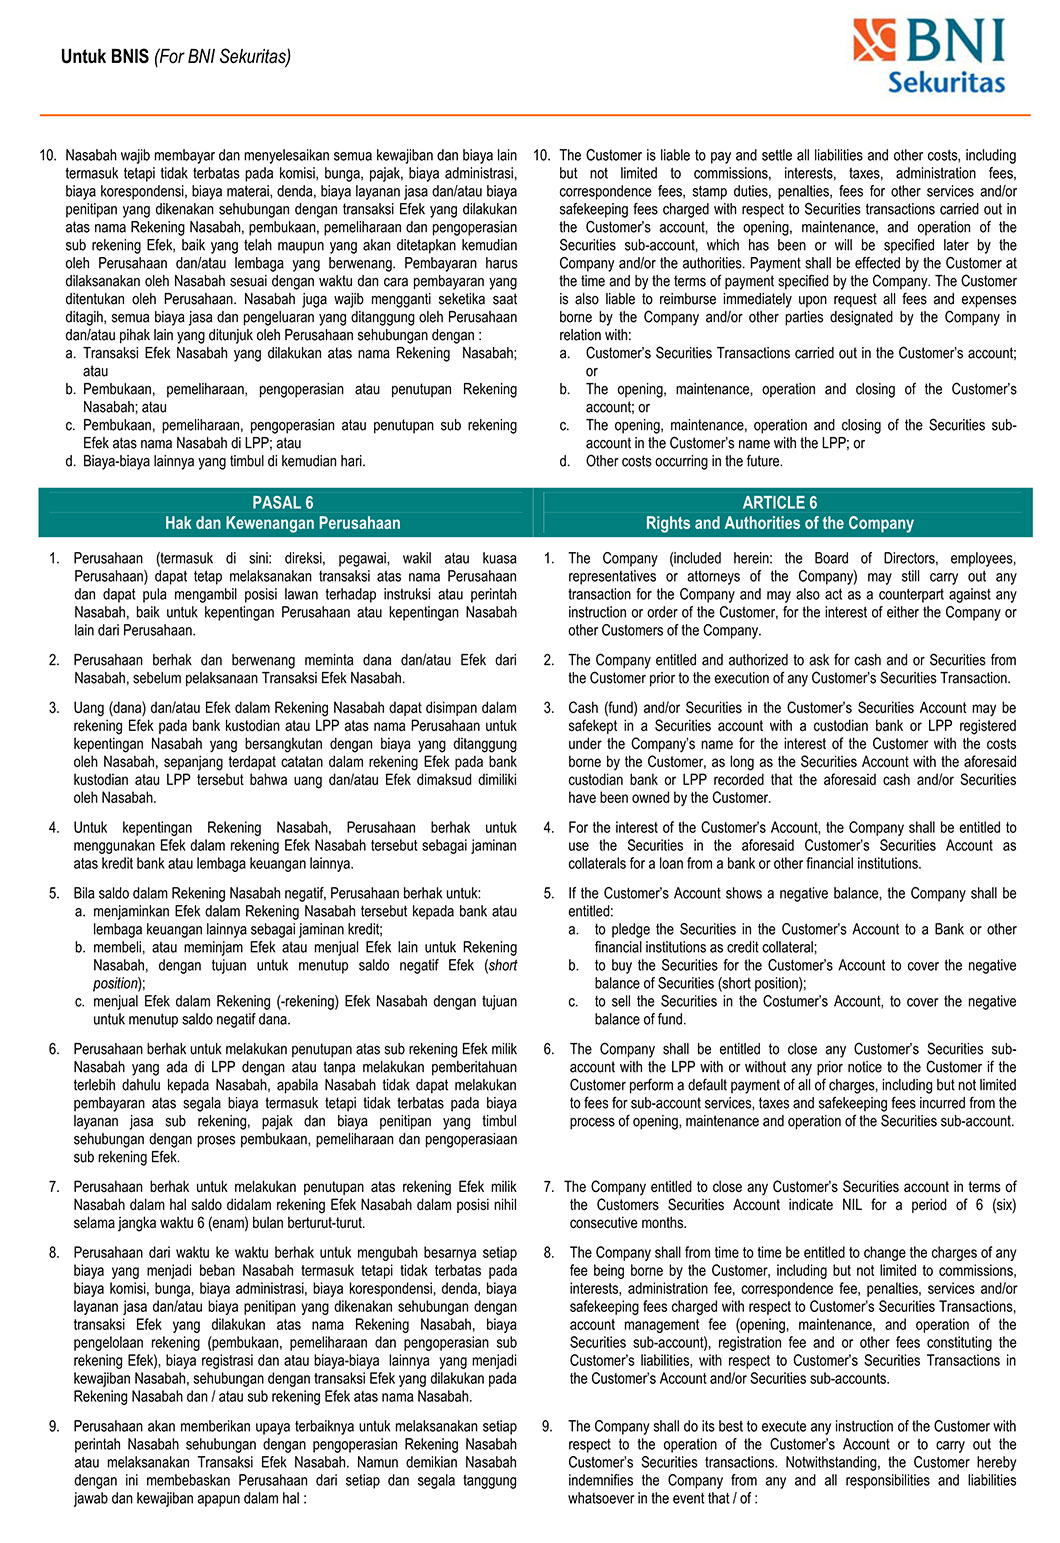 Untuk BNIS (For BNI Sekuritas)
BNI
Sekuritas
10. Nasabah wajib membayar dan menyelesaikan semua kewajiban dan biaya lain
termasuk tetapi tidak terbatas pada komisi, bunga, pajak, biaya administrasi,
biaya korespondensi, biaya materai, denda, biaya layanan jasa dan/atau biaya
penitipan yang dikenakan sehubungan dengan transaksi Efek yang dilakukan
atas nama Rekening Nasabah, pembukaan, pemeliharaan dan pengoperasian
sub rekening Efek, baik yang telah maupun yang akan ditetapkan kemudian
oleh Perusahaan dan/atau lembaga yang berwenang. Pembayaran harus
dilaksanakan oleh Nasabah sesuai dengan waktu dan cara pembayaran yang
ditentukan oleh Perusahaan. Nasabah juga wajib mengganti seketika saat
ditagih, semua biaya jasa dan pengeluaran yang ditanggung oleh Perusahaan
dan/atau pihak lain yang ditunjuk oleh Perusahaan sehubungan dengan :
a. Transaksi Efek Nasabah yang dilakukan atas nama Rekening Nasabah;
atau
b. Pembukaan, pemeliharaan, pengoperasian atau penutupan Rekening
Nasabah; atau
c. Pembukaan, pemeliharaan, pengoperasian atau penutupan sub rekening
Efek atas nama Nasabah di LPP; atau
d. Biaya-biaya lainnya yang timbul di kemudian hari.
10. The Customer is liable to pay and settle all liabilities and other costs, including
but not limited to commissions, interests, taxes, administration fees,
correspondence fees, stamp duties, penalties, fees for other services and/or
safekeeping fees charged with respect to Securities transactions carried out in
the Customer's account, the opening, maintenance, and operation of the
Securities sub-account, which has been or will be specified later by the
Company and/or the authorities. Payment shall be effected by the Customer at
the time and by the terms of payment specified by the Company. The Customer
is also liable to reimburse immediately upon request all fees and expenses
borne by the Company and/or other parties designated by the Company in
relation with:
a. Customer's Securities Transactions carried out in the Customer's account;
or
b. The opening, maintenance, operation and closing of the Customer's
account; or
c. The opening, maintenance, operation and closing of the Securities sub-
account in the Customer's name with the LPP; or
d. Other costs occurring in the future.
PASAL 6
Hak dan Kewenangan Perusahaan
ARTICLE 6
Rights and Authorities of the Company
1. Perusahaan (termasuk di sini: direksi, pegawai, wakil atau kuasa
Perusahaan) dapat tetap melaksanakan transaksi atas nama Perusahaan
dan dapat pula mengambil posisi lawan terhadap instruksi atau perintah
Nasabah, baik untuk kepentingan Perusahaan atau kepentingan Nasabah
lain dari Perusahaan.
2. Perusahaan berhak dan berwenang meminta dana dan/atau Efek dari
Nasabah, sebelum pelaksanaan Transaksi Efek Nasabah.
3. Uang (dana) dan/atau Efek dalam Rekening Nasabah dapat disimpan dalam
rekening Efek pada bank kustodian atau LPP atas nama Perusahaan untuk
kepentingan Nasabah yang bersangkutan dengan biaya yang ditanggung
oleh Nasabah, sepanjang terdapat catatan dalam rekening Efek pada bank
kustodian atau LPP tersebut bahwa uang dan/atau Efek dimaksud dimiliki
oleh Nasabah.
4. Untuk kepentingan Rekening Nasabah, Perusahaan berhak untuk
menggunakan Efek dalam rekening Efek Nasabah tersebut sebagai jaminan
atas kredit bank atau lembaga keuangan lainnya.
5. Bila saldo dalam Rekening Nasabah negatif, Perusahaan berhak untuk:
a. menjaminkan Efek dalam Rekening Nasabah tersebut kepada bank atau
lembaga keuangan lainnya sebagai jaminan kredit;
b. membeli, atau meminjam Efek atau menjual Efek lain untuk Rekening
Nasabah, dengan tujuan untuk menutup saldo negatif Efek (short
position);
c. menjual Efek dalam Rekening (-rekening) Efek Nasabah dengan tujuan
untuk menutup saldo negatif dana.
6. Perusahaan berhak untuk melakukan penutupan atas sub rekening Efek milik
Nasabah yang ada di LPP dengan atau tanpa melakukan pemberitahuan
terlebih dahulu kepada Nasabah, apabila Nasabah tidak dapat melakukan
pembayaran atas segala biaya termasuk tetapi tidak terbatas pada biaya
layanan jasa sub rekening, pajak dan biaya penitipan yang timbul
sehubungan dengan proses pembukaan, pemeliharaan dan pengoperasiaan
sub rekening Efek.
7. Perusahaan berhak untuk melakukan penutupan atas rekening Efek milik
Nasabah dalam hal saldo didalam rekening Efek Nasabah dalam posisi nihil
selama jangka waktu 6 (enam) bulan berturut-turut.
8. Perusahaan dari waktu ke waktu berhak untuk mengubah besarnya setiap
biaya yang menjadi beban Nasabah termasuk tetapi tidak terbatas pada
biaya komisi, bunga, biaya administrasi, biaya korespondensi, denda, biaya
layanan jasa dan/atau biaya penitipan yang dikenakan sehubungan dengan
transaksi Efek yang dilakukan atas nama Rekening Nasabah, biaya
pengelolaan rekening (pembukaan, pemeliharaan dan pengoperasian sub
rekening Efek), biaya registrasi dan atau biaya-biaya lainnya yang menjadi
kewajiban Nasabah, sehubungan dengan transaksi Efek yang dilakukan pada
Rekening Nasabah dan / atau sub rekening Efek atas nama Nasabah.
9. Perusahaan akan memberikan upaya terbaiknya untuk melaksanakan setiap
perintah Nasabah sehubungan dengan pengoperasian Rekening Nasabah
atau melaksanakan Transaksi Efek Nasabah. Namun demikian Nasabah
dengan ini membebaskan Perusahaan dari setiap dan segala tanggung
jawab dan kewajiban apapun dalam hal :
1. The Company (included herein: the Board of Directors, employees,
representatives or attorneys of the Company) may still carry out any
transaction for the Company and may also act as a counterpart against any
instruction or order of the Customer, for the interest of either the Company or
other Customers of the Company.
2. The Company entitled and authorized to ask for cash and or Securities from
the Customer prior to the execution of any Customer's Securities Transaction.
3. Cash (fund) and/or Securities in the Customer's Securities Account may be
safekept in a Securities account with a custodian bank or LPP registered
under the Company's name for the interest of the Customer with the costs
borne by the Customer, as long as the Securities Account with the aforesaid
custodian bank or LPP recorded that the aforesaid cash and/or Securities
have been owned by the Customer.
4. For the interest of the Customer's Account, the Company shall be entitled to
use the Securities in the aforesaid Customer's Securities Account as
collaterals for a loan from a bank or other financial institutions.
5. If the Customer's Account shows a negative balance, the Company shall be
entitled:
a. to pledge the Securities in the Customer's Account to a Bank or other
financial institutions as credit collateral;
b. to buy the Securities for the Customer's Account to cover the negative
balance of Securities (short position);
c. to sell the Securities in the Costumer's Account, to cover the negative
balance of fund.
6. The Company shall be entitled to close any Customer's Securities sub-
account with the LPP with or without any prior notice to the Customer if the
Customer perform a default payment of all of charges, including but not limited
to fees for sub-account services, taxes and safekeeping fees incurred from the
process of opening, maintenance and operation of the Securities sub-account.
7. The Company entitled to close any Customer's Securities account in terms of
the Customers Securities Account indicate NIL for a period of 6 (six)
consecutive months.
8. The Company shall from time to time be entitled to change the charges of any
fee being borne by the Customer, including but not limited to commissions,
interests, administration fee, correspondence fee, penalties, services and/or
safekeeping fees charged with respect to Customer's Securities Transactions,
account management fee (opening, maintenance, and operation of the
Securities sub-account), registration fee and or other fees constituting the
Customer's liabilities, with respect to Customer's Securities Transactions in
the Customer's Account and/or Securities sub-accounts.
9. The Company shall do its best to execute any instruction of the Customer with
respect to the operation of the Customer's Account or to carry out the
Customer's Securities transactions. Notwithstanding, the Customer hereby
indemnifies the Company from any and all responsibilities and liabilities
whatsoever in the event that / of :